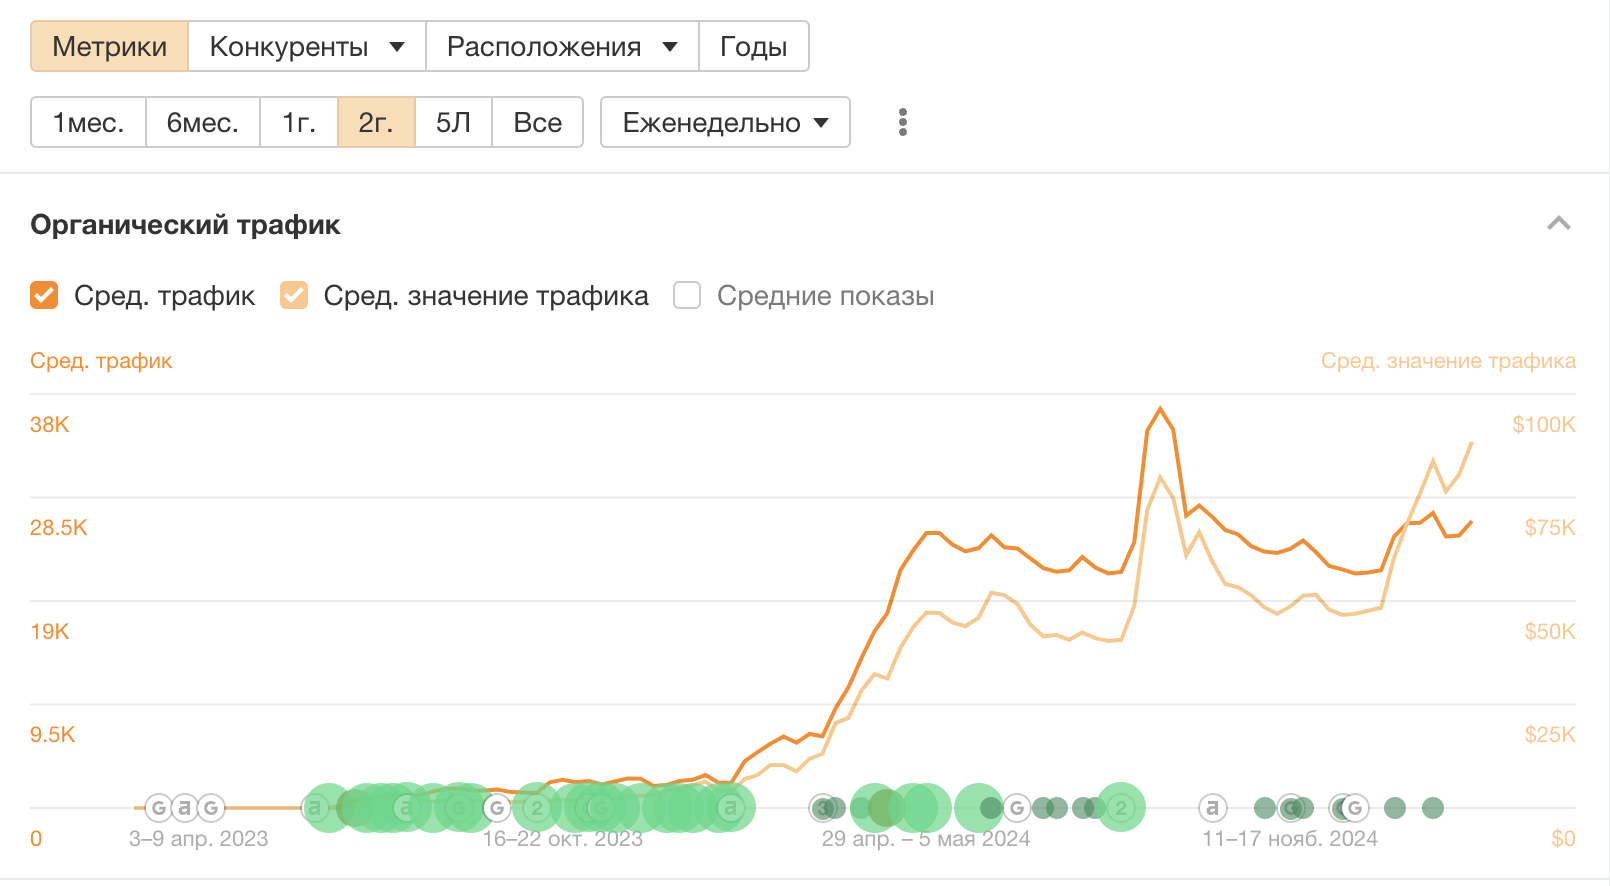 Метрики Конкуренты Расположения Годы
1мес. 6мес. 1г. 2г. 5Л Все Еженедельно
Органический трафик
Сред. трафик Сред. значение трафика Средние показы
Сред. трафик Сред. значение трафика
38K $100K
28.5K $75K
19K $50K
9.5K $25K
G a G a a G G 2 G a 3 G 2 a G G
0 3–9 апр. 2023 16–22 окт. 2023 29 апр. – 5 мая 2024 11–17 нояб. 2024 $0